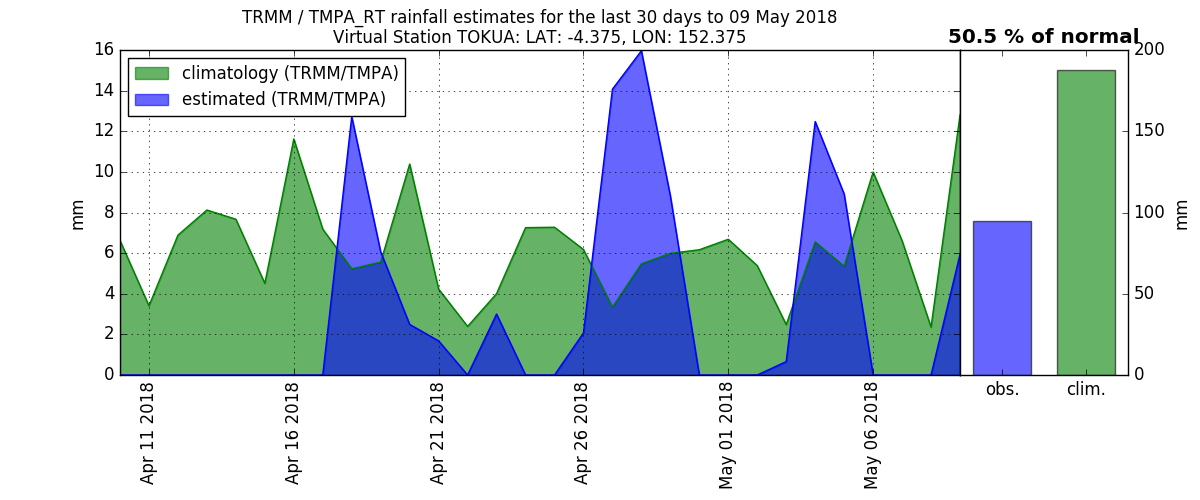 TRMM / TMPA_RT rainfall estimates for the last 30 days to 09 May 2018
Virtual Station TOKUA: LAT: -4.375, LON: 152.375
50.5 % of normal
climatology (TRMM/TMPA)
estimated (TRMM/TMPA)
16
14
12
10
8
6
4
2
0
mm
Apr 11 2018
Apr 16 2018
Apr 21 2018
Apr 26 2018
May 01 2018
May 06 2018
obs.
clim.
200
150
100
50
0
mm